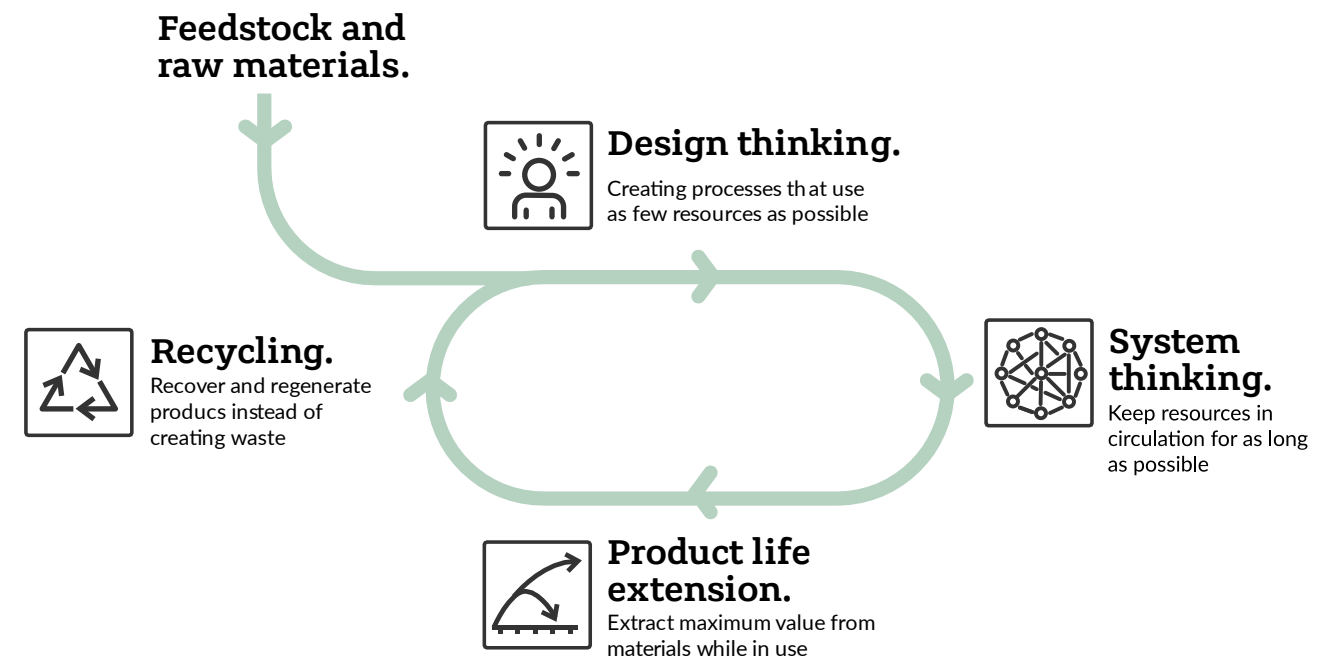 Feedstock and
raw materials.
Design thinking.
Creating processes that use
as few resources as possible
System
thinking.
Keep resources in
circulation for as long
as possible
Recycling.
Recover and regenerate
producs instead of
creating waste
Product life
extension.
Extract maximum value from
materials while in use